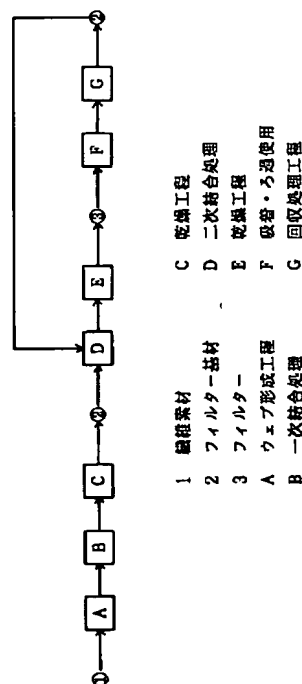 ① A B C ② D E ③ F G ②
1 繊維素材
2 フィルター基材
3 フィルター
A ウェブ形成工程
B 一次結合処理
C 乾燥工程
D 二次結合処理
E 乾燥工程
F 吸着・ろ過使用
G 回収処理工程